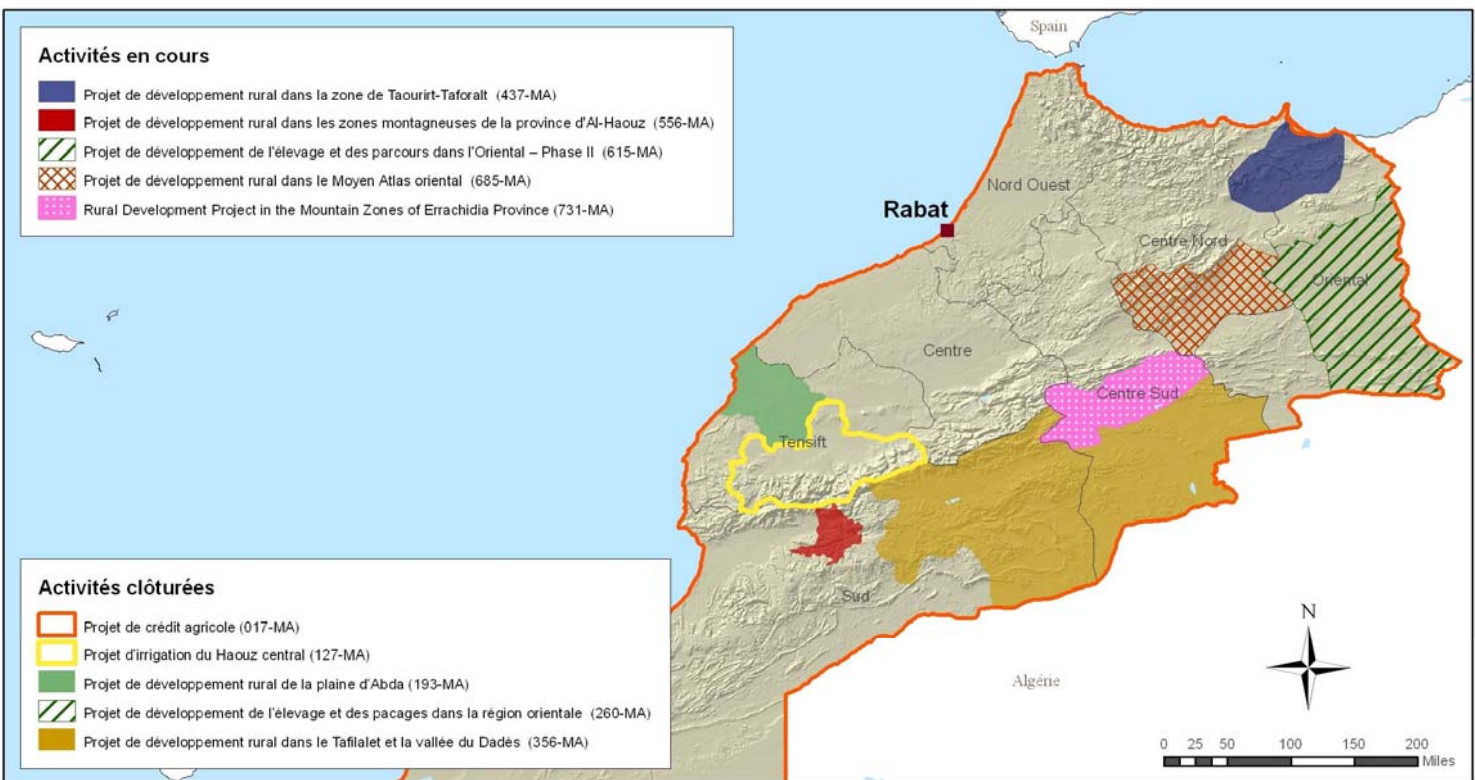 Activités en cours
Projet de développement rural dans la zone de Taourirt-Taforalt (437-MA)
Projet de développement rural dans les zones montagneuses de la province d'Al-Haouz (556-MA)
Projet de développement de l'élevage et des parcours dans l'Oriental – Phase II (615-MA)
Projet de développement rural dans le Moyen Atlas oriental (685-MA)
Rural Development Project in the Mountain Zones of Errachidia Province (731-MA)
Spain
Nord Ouest
Rabat
Centre Nord
Oriental
Centre
Centre Sud
Tensift
Sud
Algérie
Activités clôturées
Projet de crédit agricole (017-MA)
Projet d'irrigation du Haouz central (127-MA)
Projet de développement rural de la plaine d'Abda (193-MA)
Projet de développement de l'élevage et des pacages dans la région orientale (260-MA)
Projet de développement rural dans le Tafilalet et la vallée du Dadès (356-MA)
N
0 25 50 100 150 200
Miles